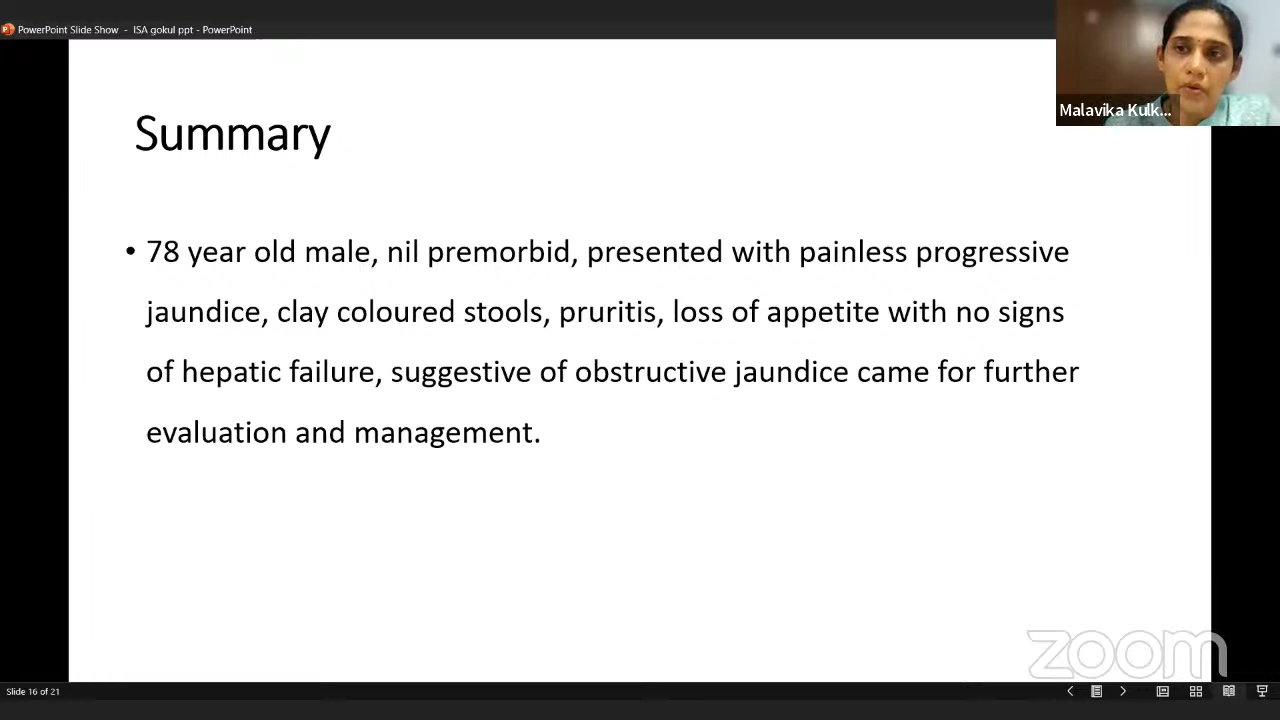 PowerPoint Slide Show - ISA gokul ppt - PowerPoint
Malavika Kulk...
Summary
• 78 year old male, nil premorbid, presented with painless progressive
jaundice, clay coloured stools, pruritis, loss of appetite with no signs
of hepatic failure, suggestive of obstructive jaundice came for further
evaluation and management.
zoom
Slide 16 of 21